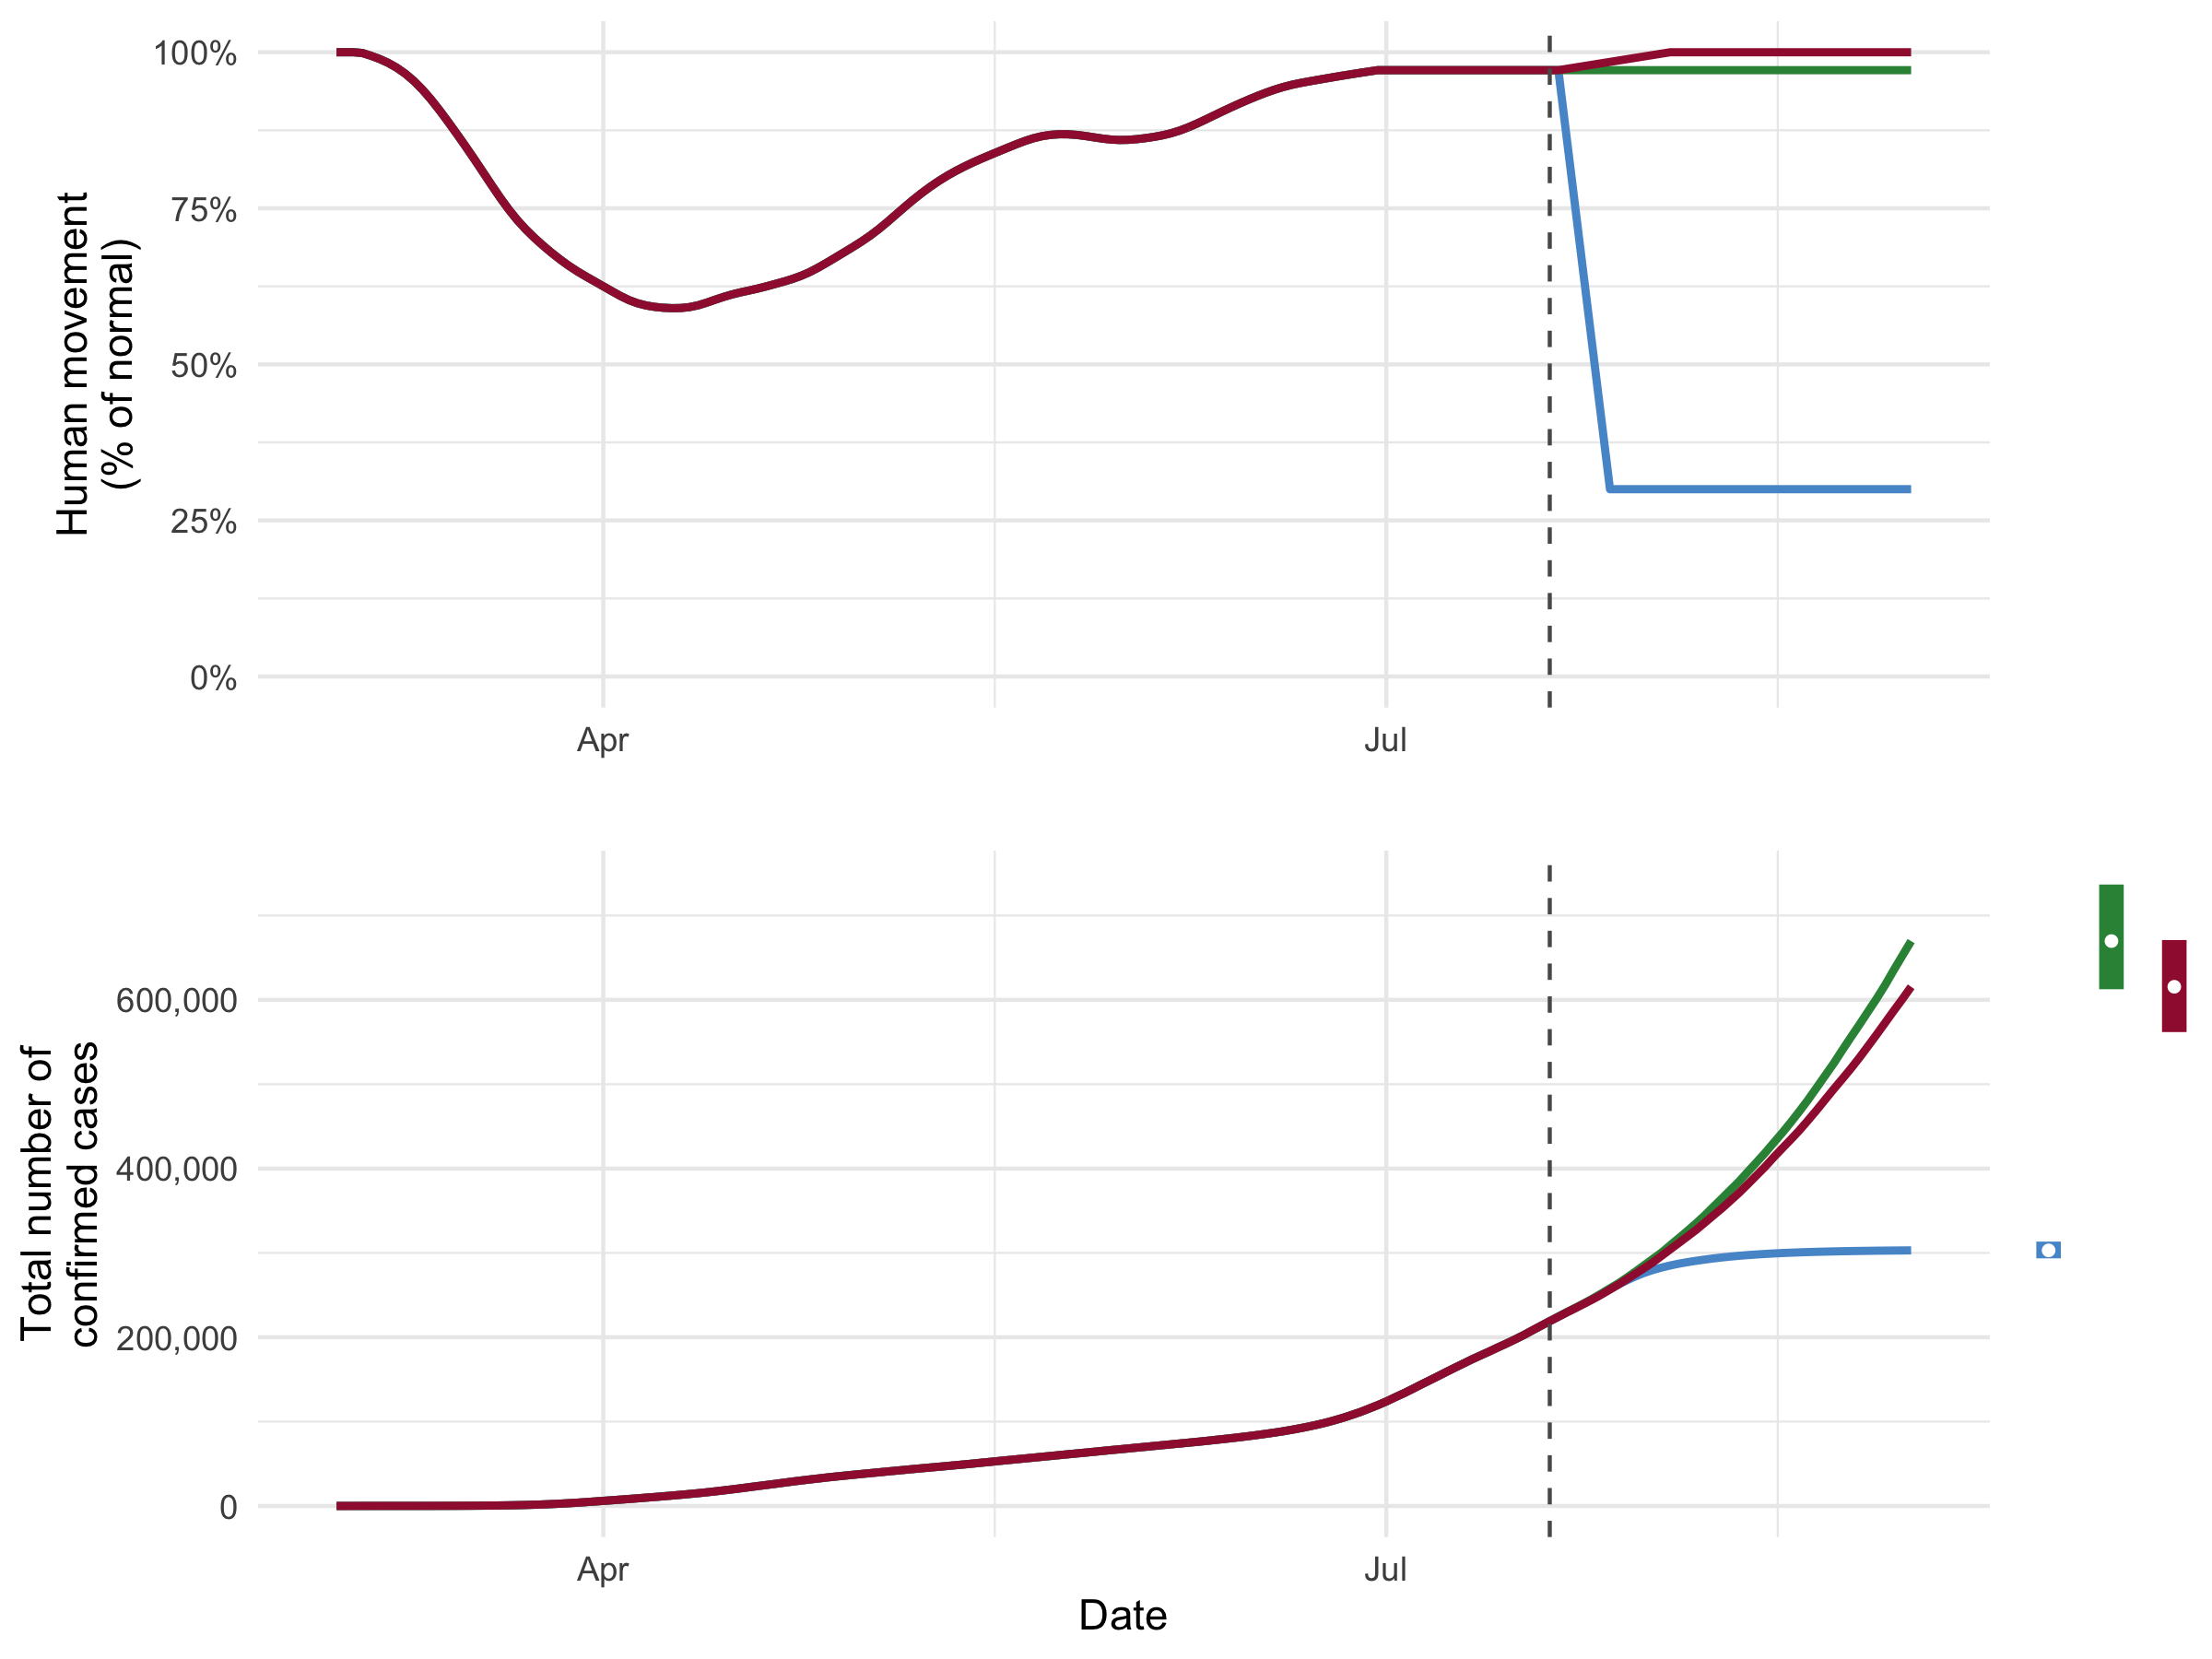 Human movement
(% of normal)
100%
75%
50%
25%
0%
Apr
Jul
Total number of
confirmed cases
600,000
400,000
200,000
0
Apr
Jul
Date